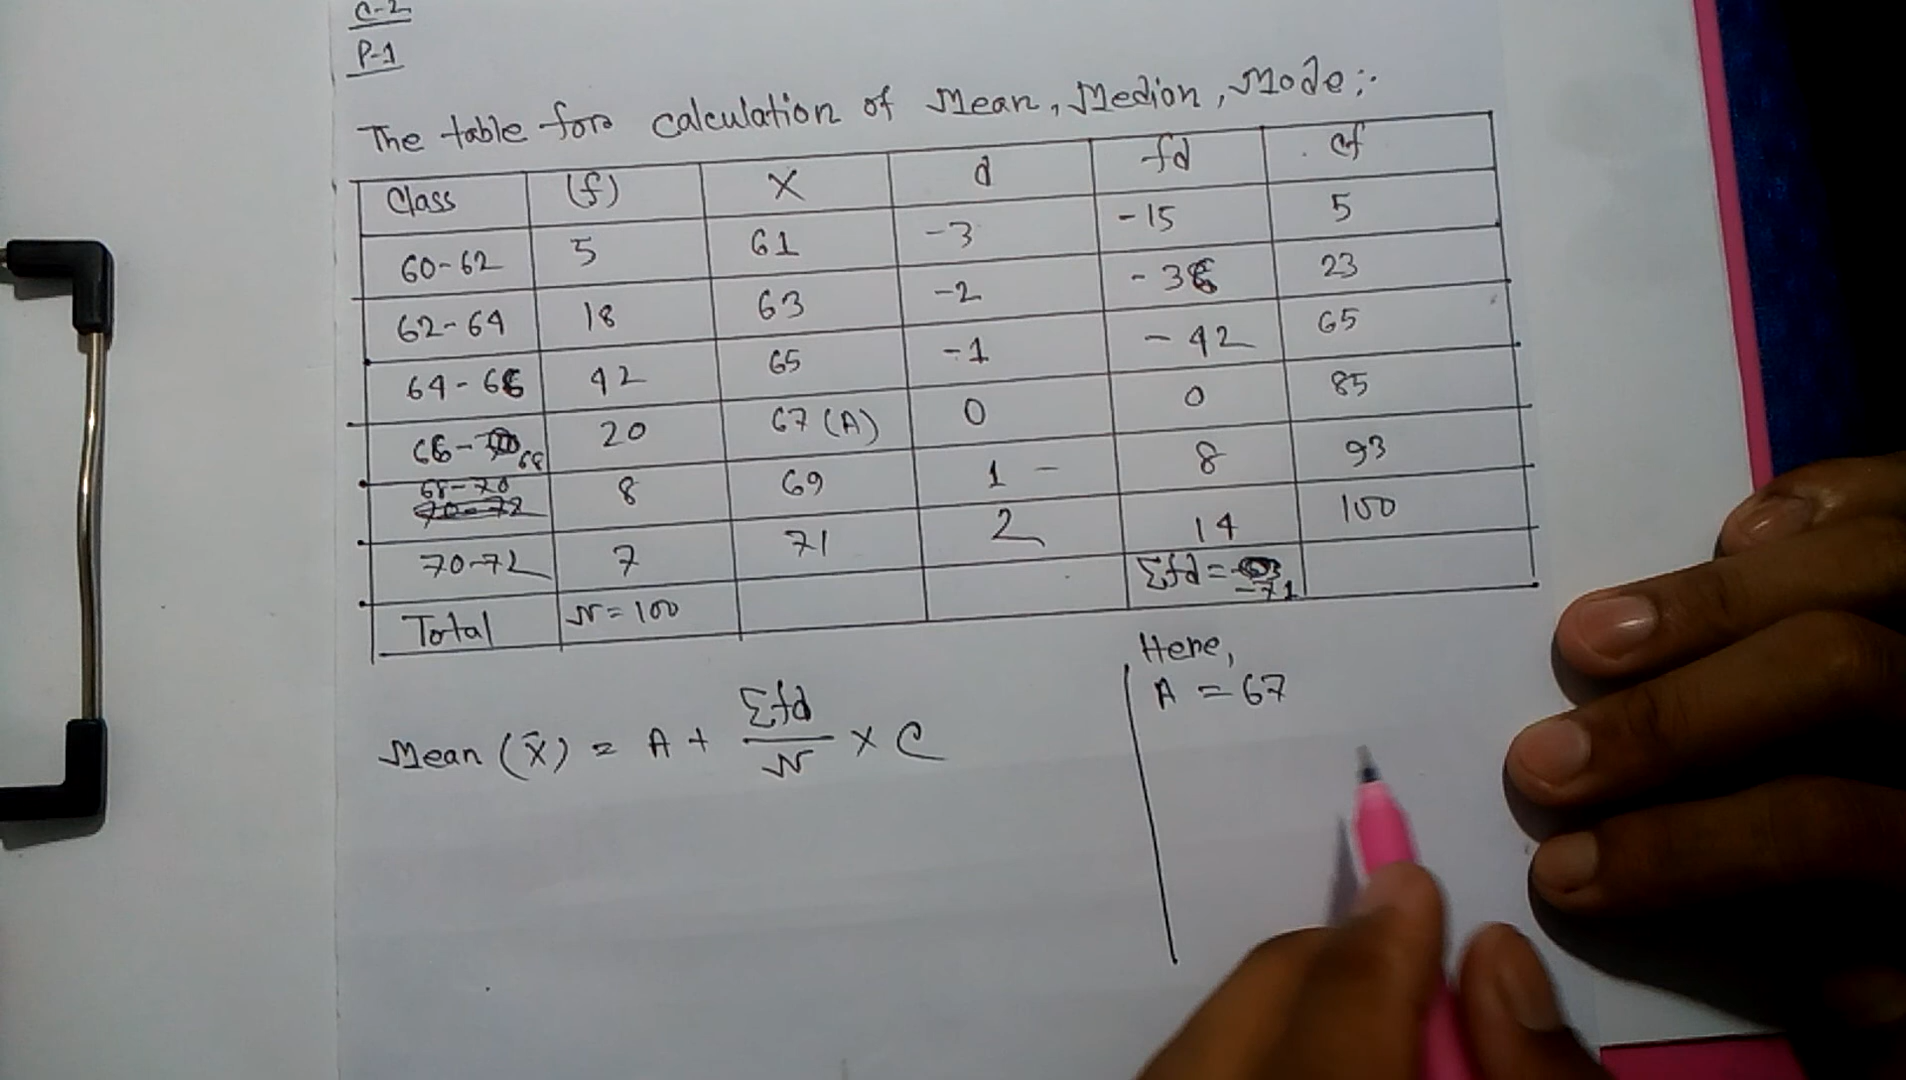 C-2
P-1
The table for calculation of Mean, Medion, Mode:-
Class (f) X d fd cf
60-62 5 61 -3 -15 5
62-64 18 63 -2 -36 23
64-66 42 65 -1 -42 65
66-68 20 67 (A) 0 0 85
68-70 8 69 1 - 8 93
70-72 7 71 2 14 100
Total N=100 Σfd = -71
Mean (x̄) = A + Σfd/N × C
Here,
A = 67